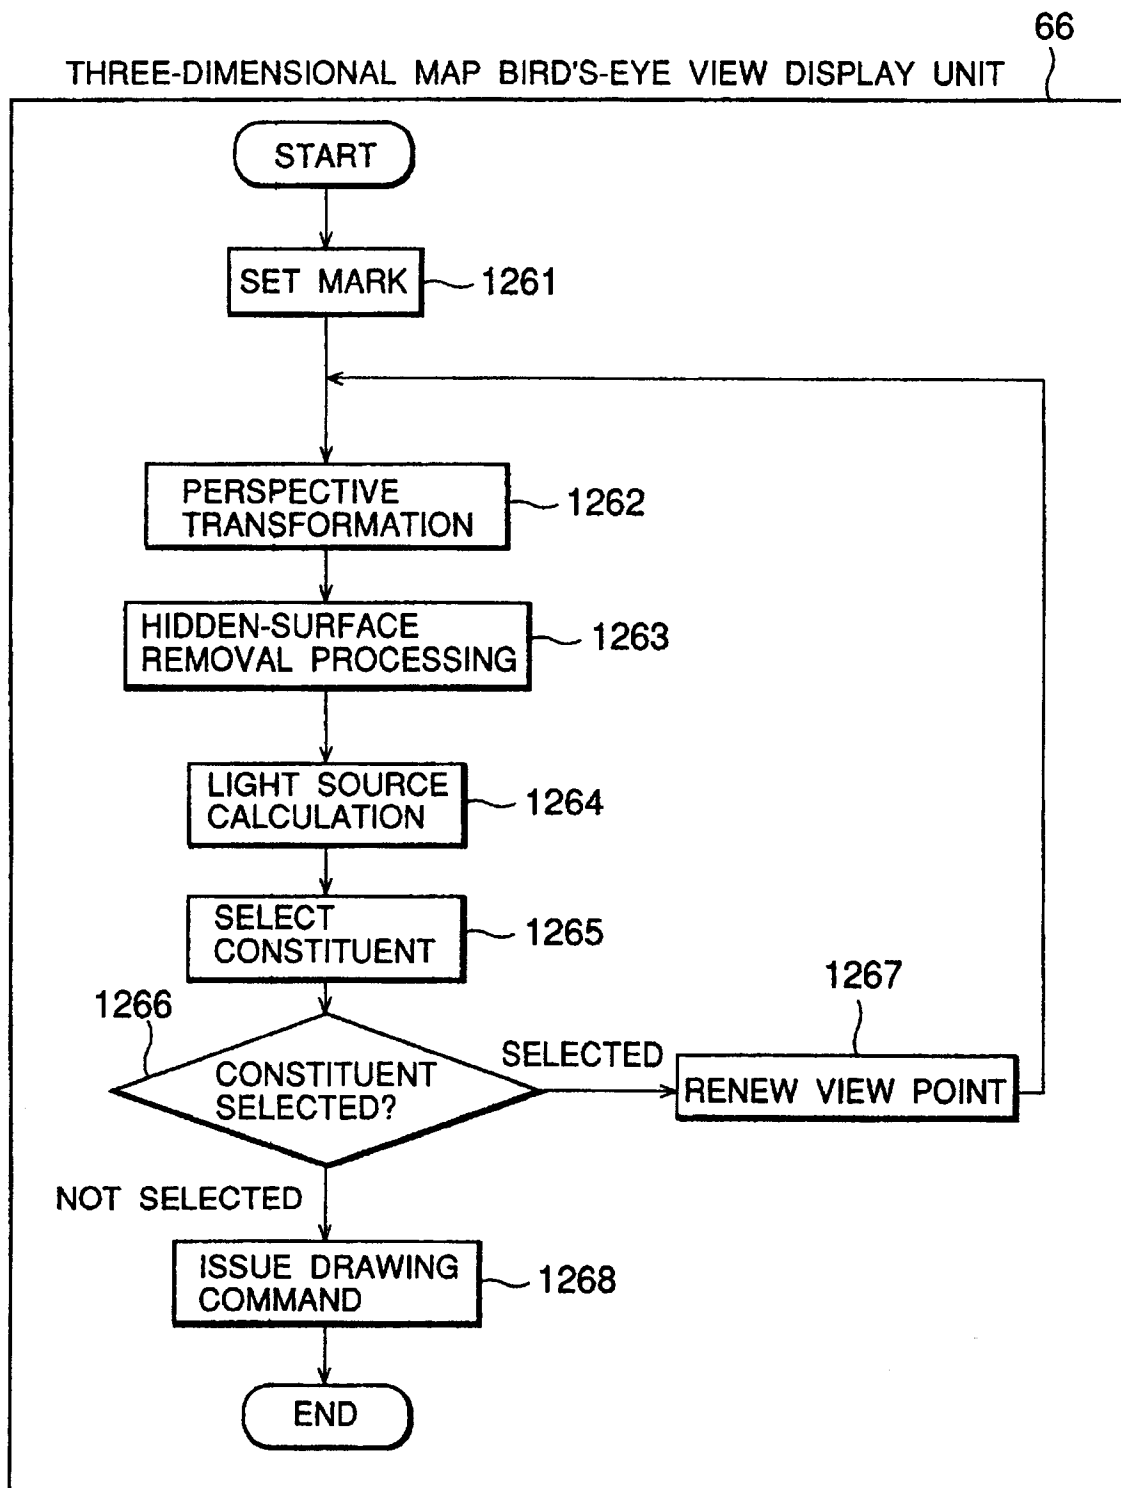 66
THREE-DIMENSIONAL MAP BIRD'S-EYE VIEW DISPLAY UNIT
START
SET MARK
1261
PERSPECTIVE
TRANSFORMATION
1262
HIDDEN-SURFACE
REMOVAL PROCESSING
1263
LIGHT SOURCE
CALCULATION
1264
SELECT
CONSTITUENT
1265
1266
CONSTITUENT
SELECTED?
SELECTED
1267
RENEW VIEW POINT
NOT SELECTED
ISSUE DRAWING
COMMAND
1268
END